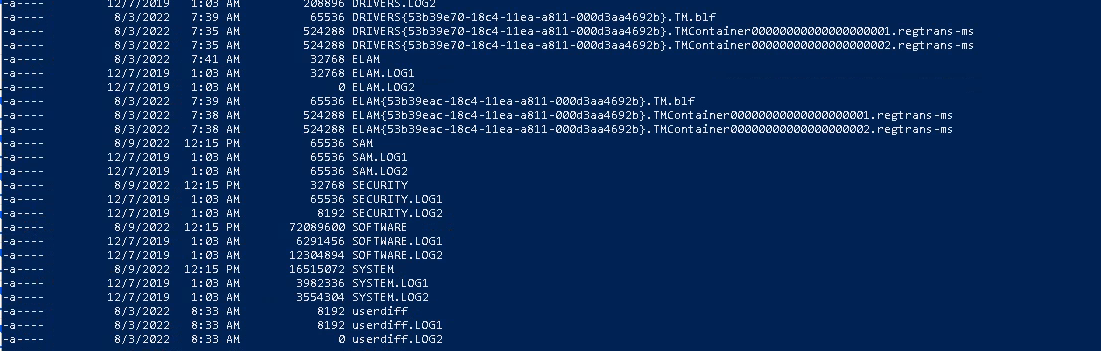 -a---- 12/7/2019 1:03 AM 208896 DRIVERS.LOG2
-a---- 8/3/2022 7:39 AM 65536 DRIVERS{53b39e70-18c4-11ea-a811-000d3aa4692b}.TM.blf
-a---- 8/3/2022 7:35 AM 524288 DRIVERS{53b39e70-18c4-11ea-a811-000d3aa4692b}.TMContainer00000000000000000001.regtrans-ms
-a---- 8/3/2022 7:35 AM 524288 DRIVERS{53b39e70-18c4-11ea-a811-000d3aa4692b}.TMContainer00000000000000000002.regtrans-ms
-a---- 8/3/2022 7:41 AM 32768 ELAM
-a---- 12/7/2019 1:03 AM 32768 ELAM.LOG1
-a---- 12/7/2019 1:03 AM 0 ELAM.LOG2
-a---- 8/3/2022 7:39 AM 65536 ELAM{53b39eac-18c4-11ea-a811-000d3aa4692b}.TM.blf
-a---- 8/3/2022 7:38 AM 524288 ELAM{53b39eac-18c4-11ea-a811-000d3aa4692b}.TMContainer00000000000000000001.regtrans-ms
-a---- 8/3/2022 7:38 AM 524288 ELAM{53b39eac-18c4-11ea-a811-000d3aa4692b}.TMContainer00000000000000000002.regtrans-ms
-a---- 8/9/2022 12:15 PM 65536 SAM
-a---- 12/7/2019 1:03 AM 65536 SAM.LOG1
-a---- 12/7/2019 1:03 AM 65536 SAM.LOG2
-a---- 8/9/2022 12:15 PM 32768 SECURITY
-a---- 12/7/2019 1:03 AM 65536 SECURITY.LOG1
-a---- 12/7/2019 1:03 AM 8192 SECURITY.LOG2
-a---- 8/9/2022 12:15 PM 72089600 SOFTWARE
-a---- 12/7/2019 1:03 AM 6291456 SOFTWARE.LOG1
-a---- 12/7/2019 1:03 AM 12304894 SOFTWARE.LOG2
-a---- 8/9/2022 12:15 PM 16515072 SYSTEM
-a---- 12/7/2019 1:03 AM 3982336 SYSTEM.LOG1
-a---- 12/7/2019 1:03 AM 3554304 SYSTEM.LOG2
-a---- 8/3/2022 8:33 AM 8192 userdiff
-a---- 8/3/2022 8:33 AM 8192 userdiff.LOG1
-a---- 8/3/2022 8:33 AM 0 userdiff.LOG2